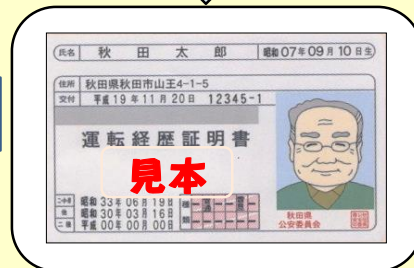 氏名 秋田太郎 昭和07年09月10日生
住所 秋田県秋田市山王4-1-5
交付 平成19年11月20日 12345-1
運転経歴証明書
見本
二小原 昭和33年06月19日
他 昭和30年03月16日
二種 平成00年00月00日
種類
秋田県
公安委員会